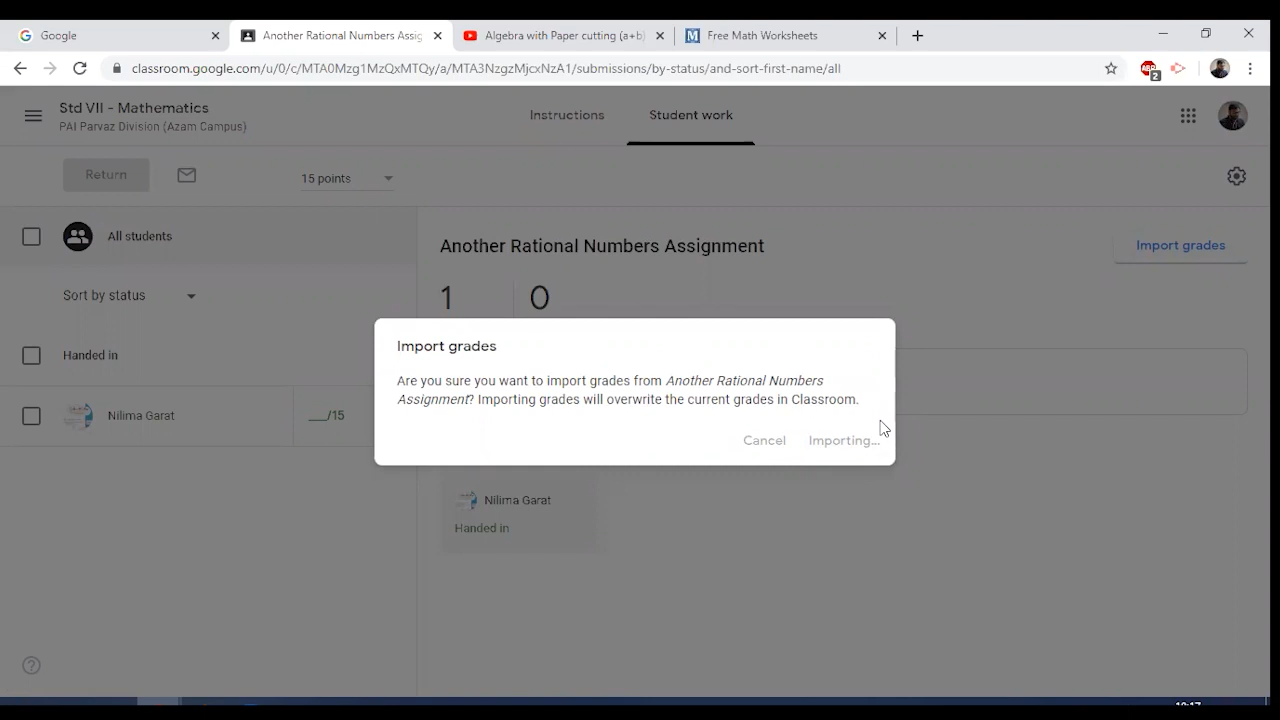 Google
Another Rational Numbers Assig
Algebra with Paper cutting (a+b)
Free Math Worksheets
classroom.google.com/u/0/c/MTA0Mzg1MzQxMTQy/a/MTA3NzgzMjcxNzA1/submissions/by-status/and-sort-first-name/all
ABP
2
Std VII - Mathematics
PAI Parvaz Division (Azam Campus)
Instructions
Student work
Return
15 points
All students
Another Rational Numbers Assignment
Import grades
Sort by status
1
0
Handed in
Import grades
Are you sure you want to import grades from Another Rational Numbers
Assignment? Importing grades will overwrite the current grades in Classroom.
Nilima Garat
__/15
Cancel
Importing...
Nilima Garat
Handed in